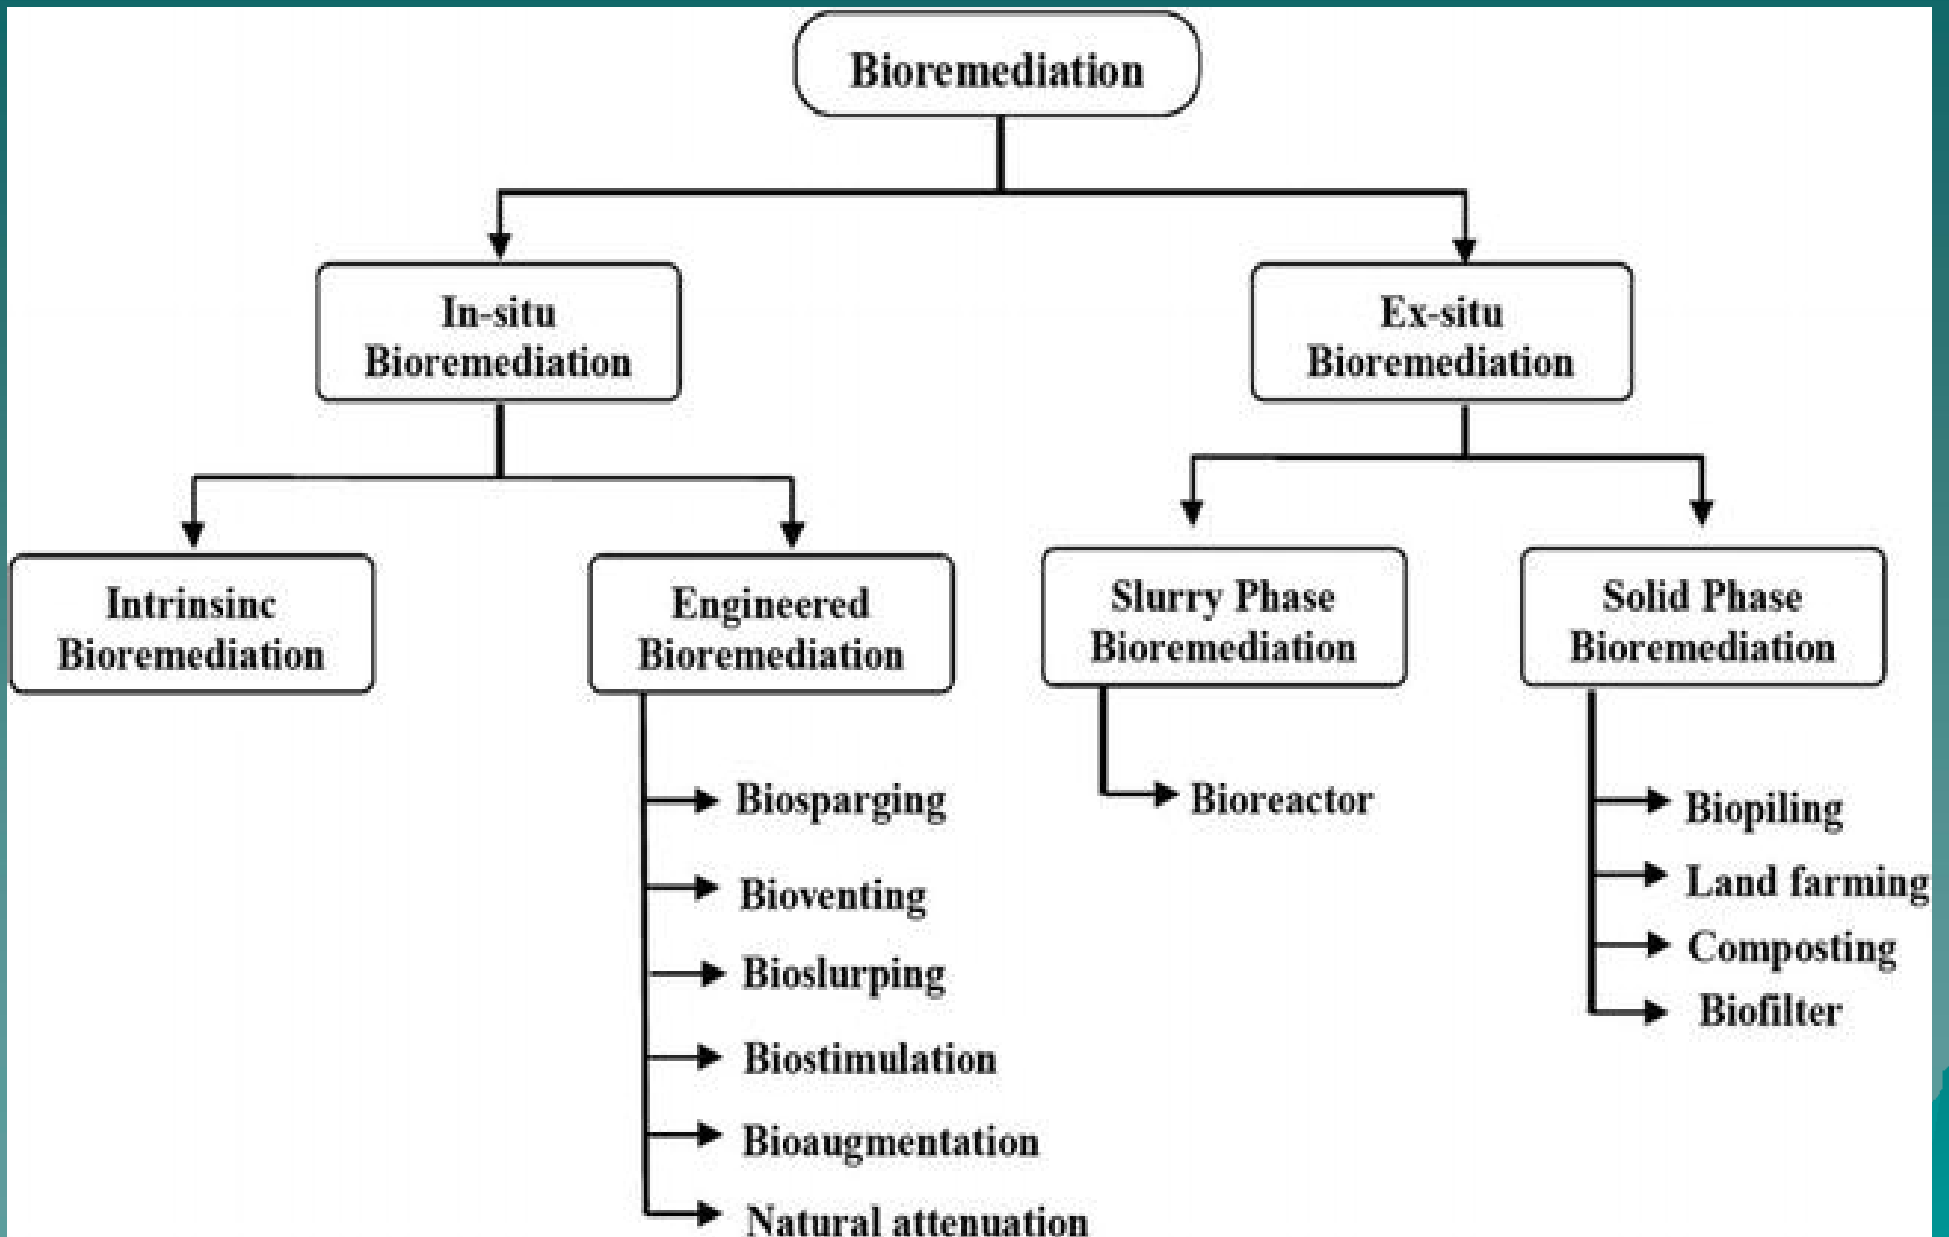 Bioremediation
In-situ
Bioremediation
Ex-situ
Bioremediation
Intrinsinc
Bioremediation
Engineered
Bioremediation
Slurry Phase
Bioremediation
Solid Phase
Bioremediation
Biosparging
Bioventing
Bioslurping
Biostimulation
Bioaugmentation
Natural attenuation
Bioreactor
Biopiling
Land farming
Composting
Biofilter